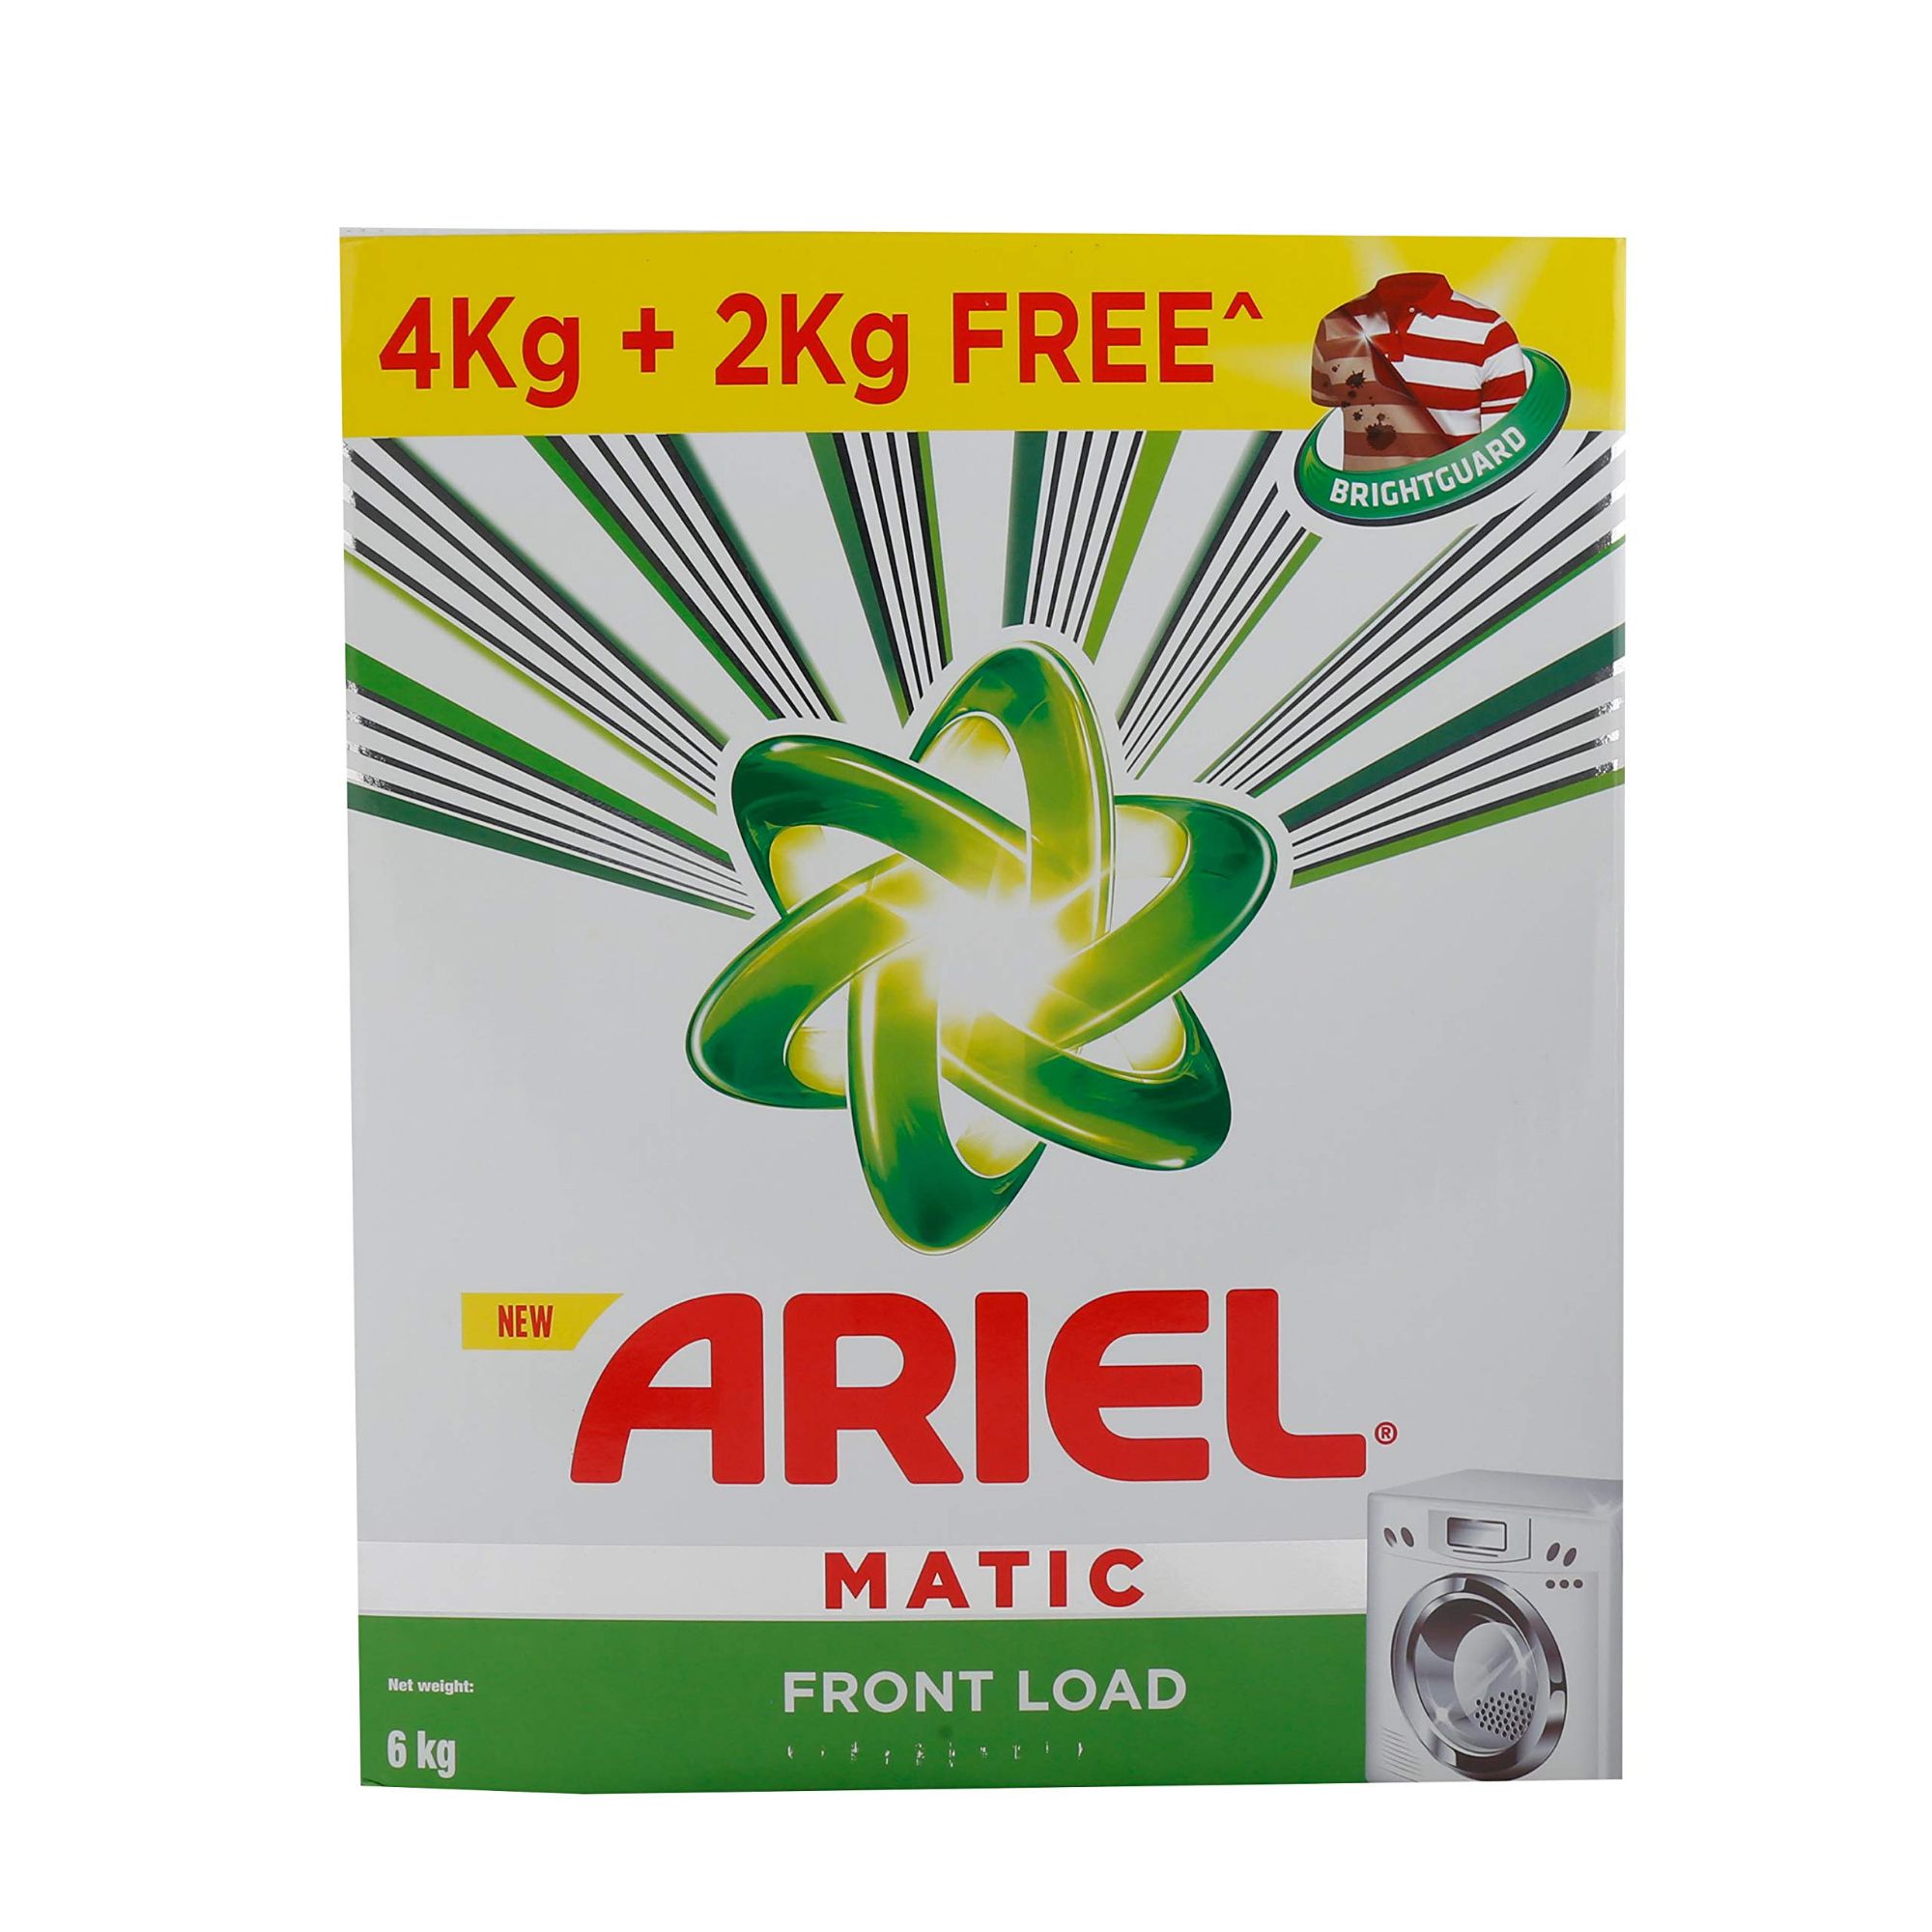 4Kg + 2Kg FREE^
BRIGHTGUARD
NEW
ARIEL®
MATIC
FRONT LOAD
Net weight:
6 kg